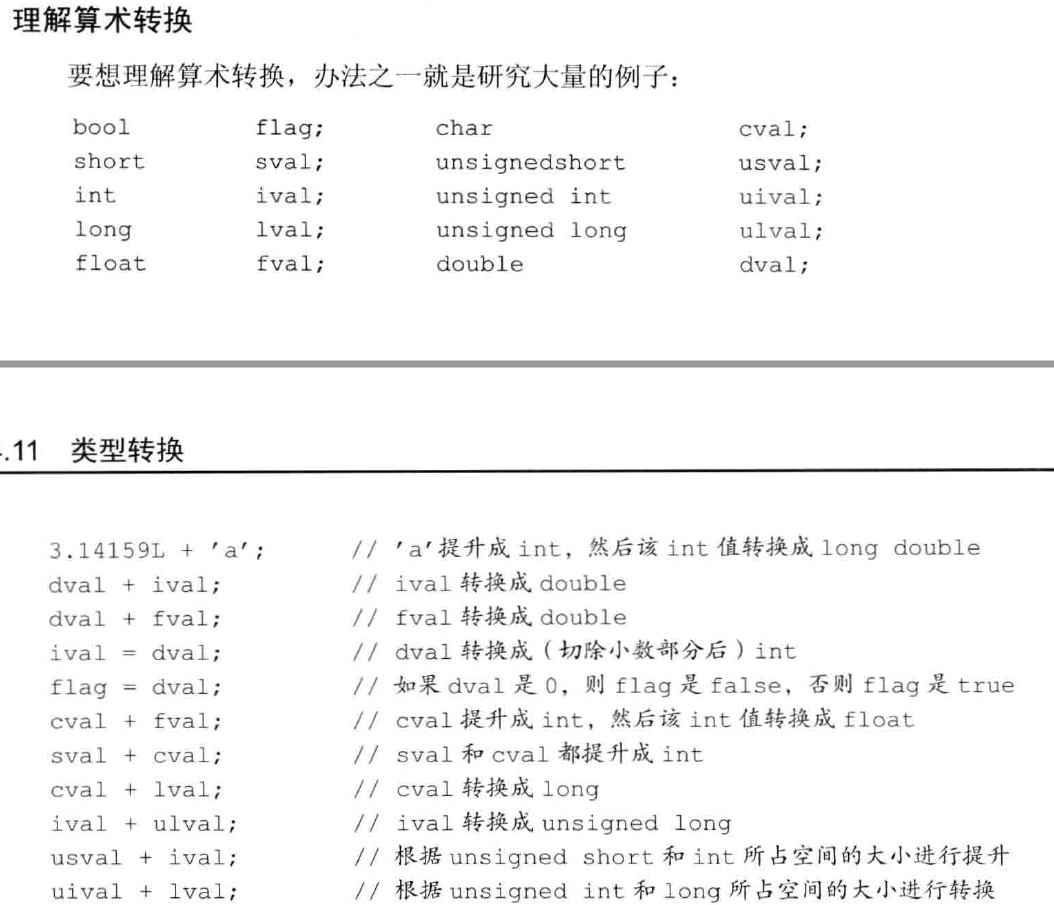 理解算术转换
要想理解算术转换，办法之一就是研究大量的例子：
bool flag; char cval;
short sval; unsignedshort usval;
int ival; unsigned int uival;
long lval; unsigned long ulval;
float fval; double dval;
.11 类型转换
3.14159L + 'a'; // 'a'提升成 int，然后该 int 值转换成 long double
dval + ival; // ival 转换成 double
dval + fval; // fval 转换成 double
ival = dval; // dval 转换成（切除小数部分后）int
flag = dval; // 如果 dval 是 0，则 flag 是 false，否则 flag 是 true
cval + fval; // cval 提升成 int，然后该 int 值转换成 float
sval + cval; // sval 和 cval 都提升成 int
cval + lval; // cval 转换成 long
ival + ulval; // ival 转换成 unsigned long
usval + ival; // 根据 unsigned short 和 int 所占空间的大小进行提升
uival + lval; // 根据 unsigned int 和 long 所占空间的大小进行转换